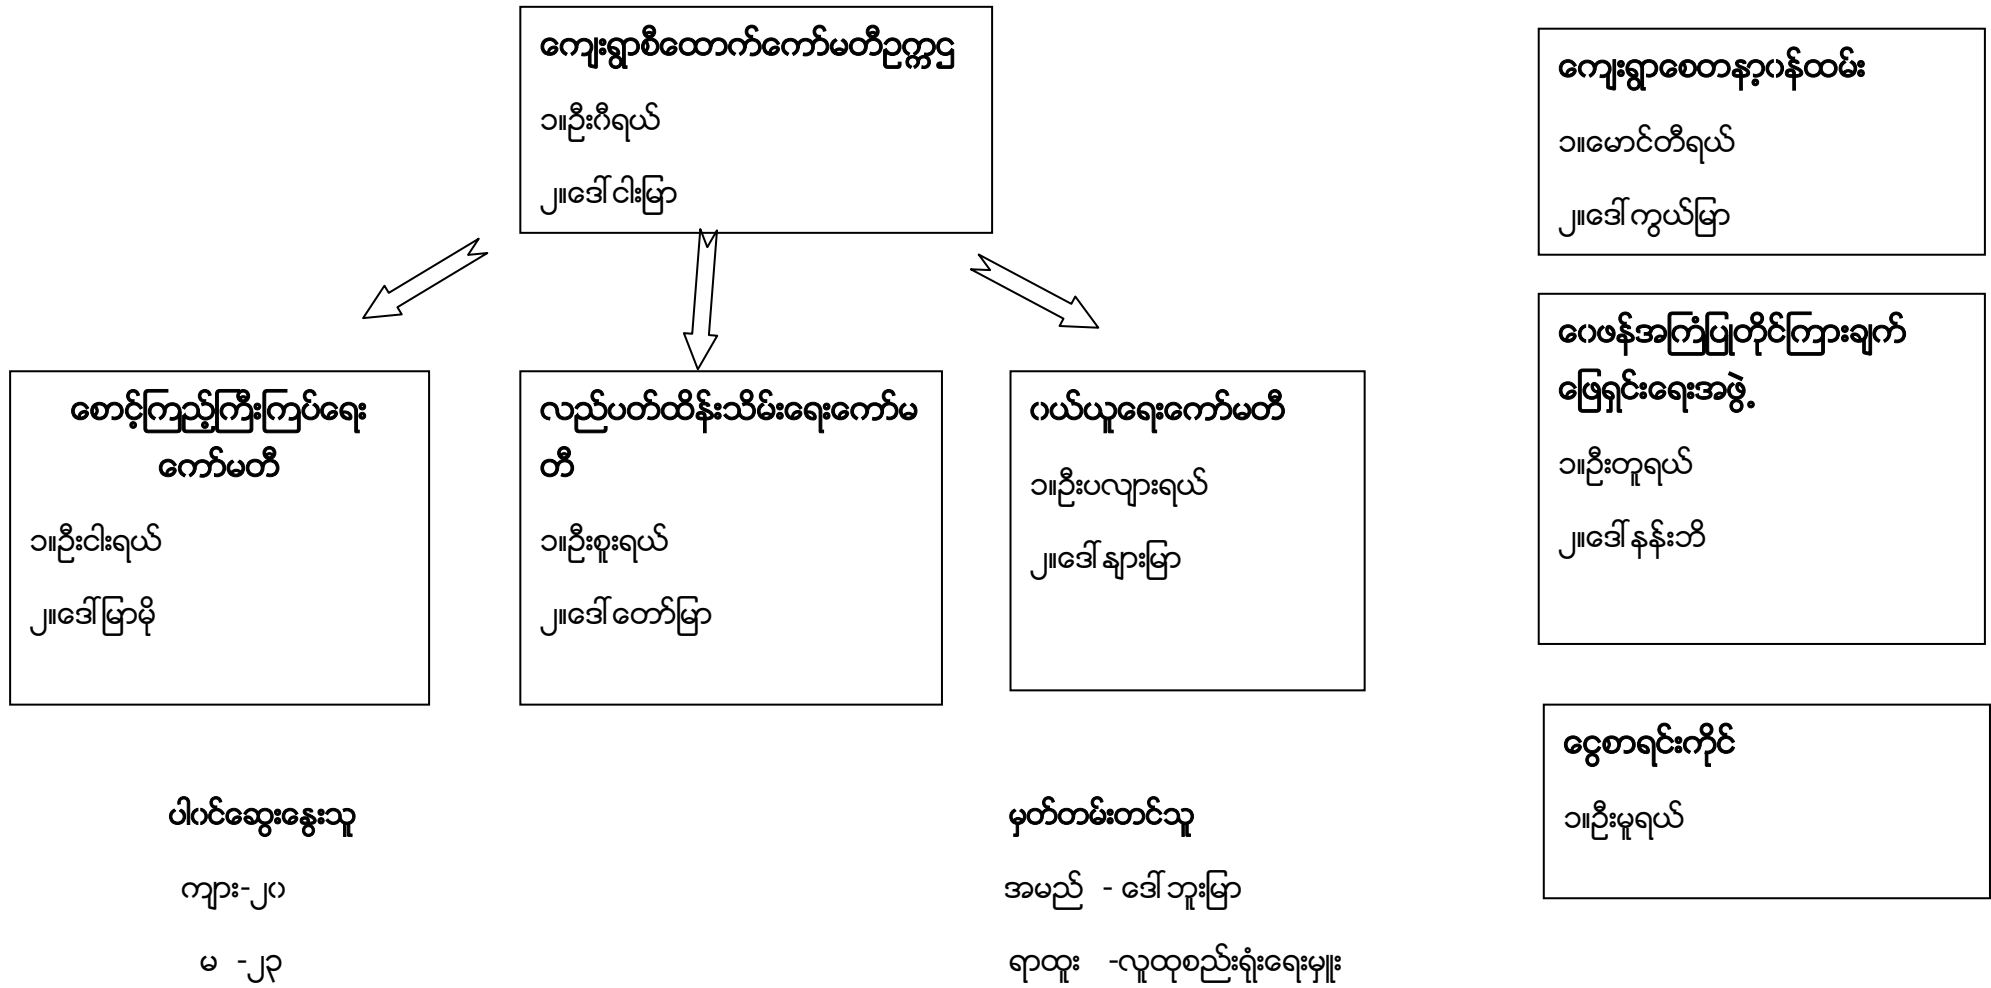 ကျေးရွာစီထောက်ကော်မတီဥက္ကဌ
၁။ဦးဂီရယ်
၂။ဒေါ်ငါးမြာ
ကျေးရွာစေတနာ့ဝန်ထမ်း
၁။မောင်တီရယ်
၂။ဒေါ်ကွယ်မြာ
ဝေဖန်အကြံပြုတိုင်ကြားချက်
ဖြေရှင်းရေးအဖွဲ့
၁။ဦးတူရယ်
၂။ဒေါ်နန်းဘိ
စောင့်ကြည့်ကြီးကြပ်ရေး
ကော်မတီ
၁။ဦးငါးရယ်
၂။ဒေါ်မြာမို
လည်ပတ်ထိန်းသိမ်းရေးကော်မ
တီ
၁။ဦးစူးရယ်
၂။ဒေါ်တော်မြာ
ဝယ်ယူရေးကော်မတီ
၁။ဦးပလျားရယ်
၂။ဒေါ်နျားမြာ
ငွေစာရင်းကိုင်
၁။ဦးမူရယ်
ပါဝင်ဆွေးနွေးသူ
ကျား-၂၀
မ -၂၃
မှတ်တမ်းတင်သူ
အမည် - ဒေါ်ဘူးမြာ
ရာထူး -လူထုစည်းရုံးရေးမှူး